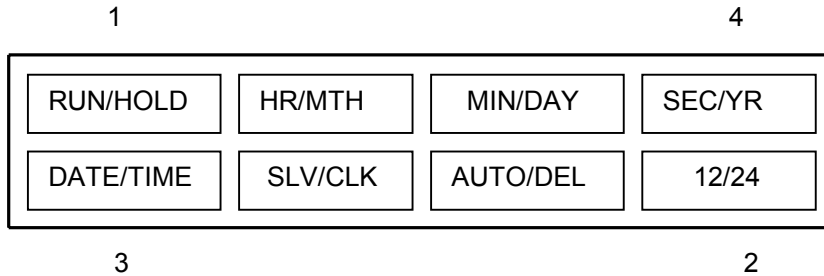 1 4
RUN/HOLD HR/MTH MIN/DAY SEC/YR
DATE/TIME SLV/CLK AUTO/DEL 12/24
3 2